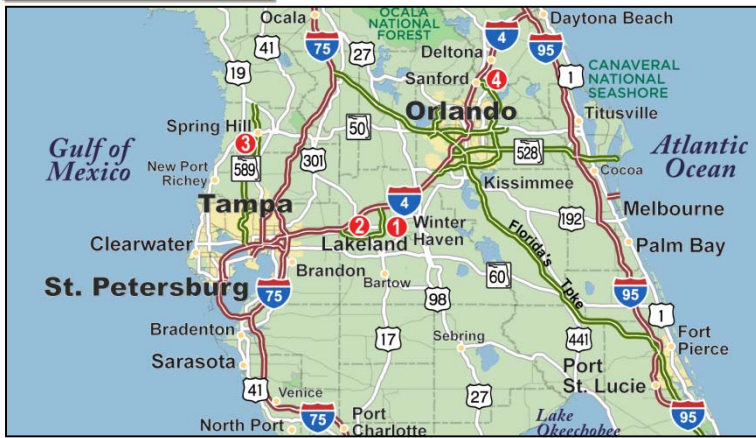 Ocala
OCALA
NATIONAL
FOREST
Daytona Beach
75
41
27
4
95
19
Deltona
1
CANAVERAL
NATIONAL
SEASHORE
Sanford
4
Orlando
Titusville
Spring Hill
3
50
Gulf of
Mexico
New Port
Richey
589
301
528
Atlantic
Ocean
Cocoa
Kissimmee
Tampa
4
Melbourne
192
Clearwater
2
1
Winter
Haven
Lakeland
Palm Bay
Brandon
Bartow
60
Florida's
Tpke
St. Petersburg
75
98
95
1
Bradenton
17
Sebring
441
Fort
Pierce
Sarasota
Port
St. Lucie
41
Venice
27
North Port
75
Port
Charlotte
Lake
Okeechobee
95